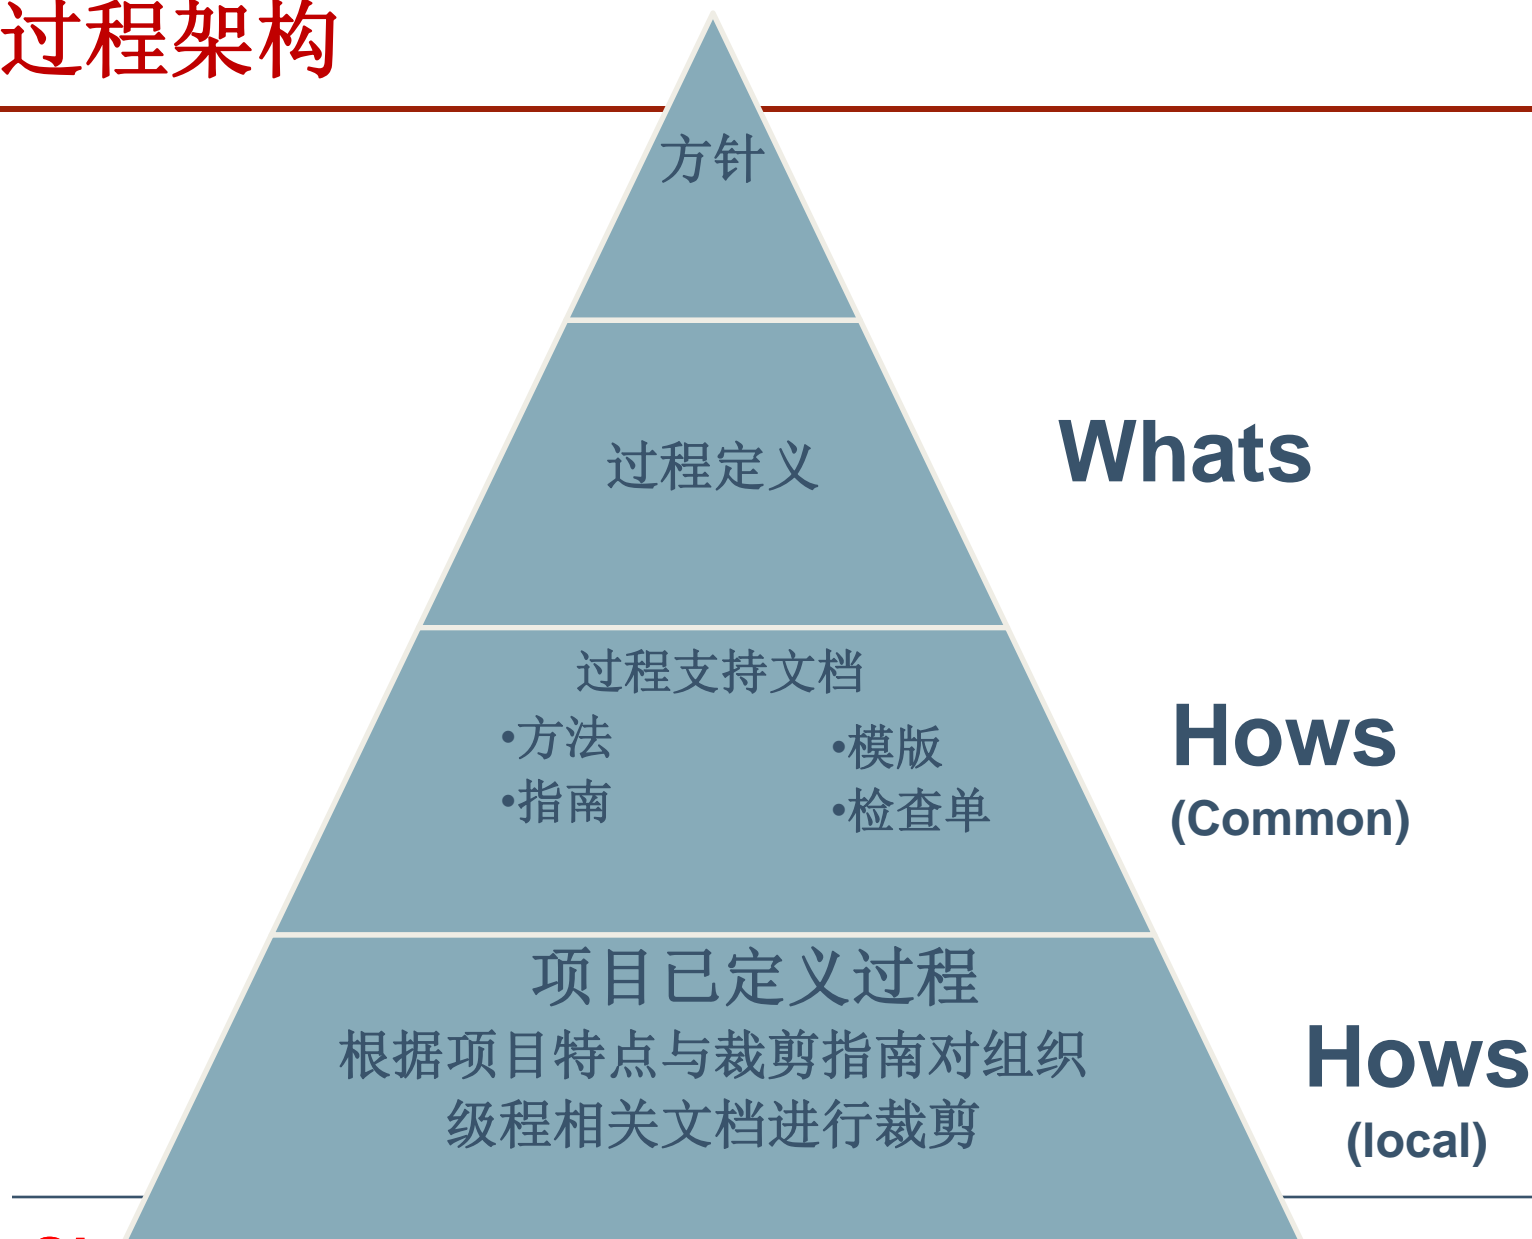 过程架构
方针
过程定义
Whats
过程支持文档
•方法
•模版
•指南
•检查单
Hows
(Common)
项目已定义过程
根据项目特点与裁剪指南对组织
级程相关文档进行裁剪
Hows
(local)